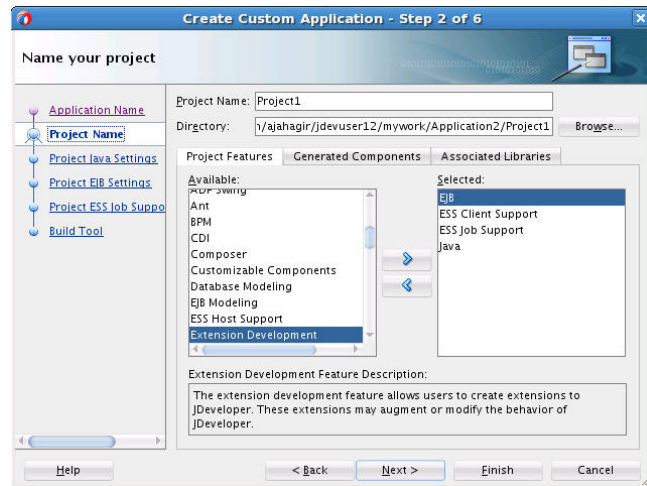 Create Custom Application - Step 2 of 6
Name your project
Application Name
Project Name
Project Java Settings
Project EJB Settings
Project ESS Job Suppo
Build Tool
Project Name: Project1
Directory: ı/ajahagir/jdevuser12/mywork/Application2/Project1 Browse...
Project Features Generated Components Associated Libraries
Available:
ADF Swing
Ant
BPM
CDI
Composer
Customizable Components
Database Modeling
EJB Modeling
ESS Host Support
Extension Development
Selected:
EJB
ESS Client Support
ESS Job Support
Java
Extension Development Feature Description:
The extension development feature allows users to create extensions to
JDeveloper. These extensions may augment or modify the behavior of
JDeveloper.
Help < Back Next > Finish Cancel